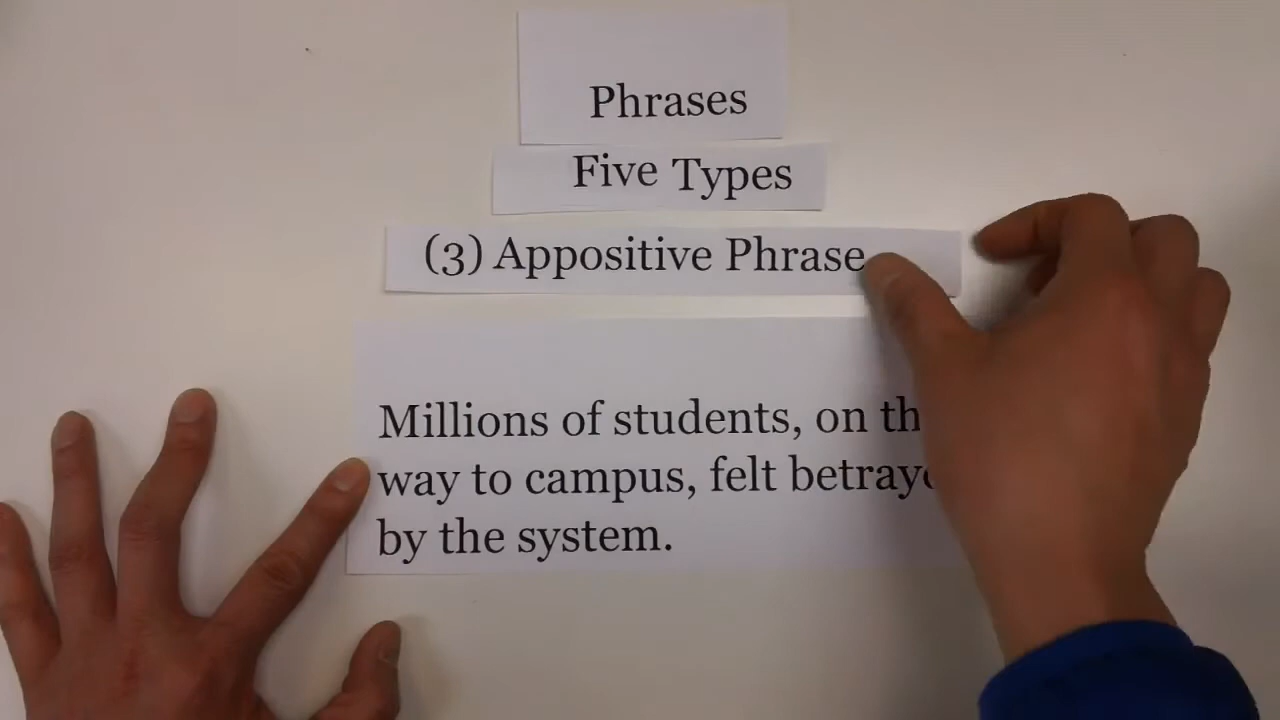 Phrases
Five Types
(3) Appositive Phrase
Millions of students, on
way to campus, felt
by the system.